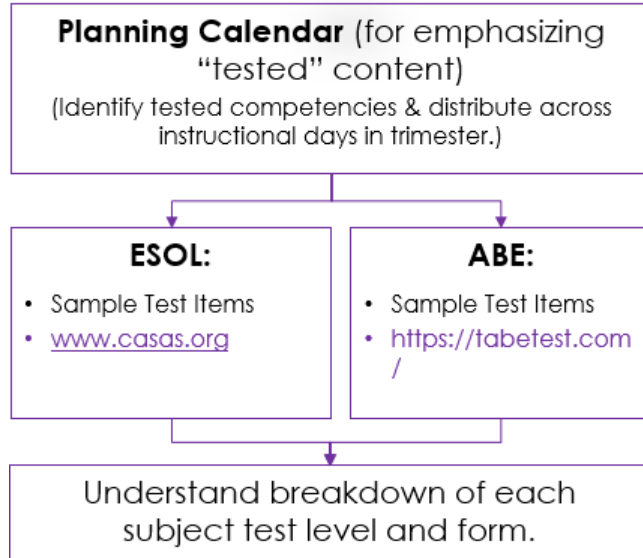 Planning Calendar (for emphasizing
“tested” content)
(Identify tested competencies & distribute across
instructional days in trimester.)
ESOL:
• Sample Test Items
• www.casas.org
ABE:
• Sample Test Items
• https://tabetest.com
/
Understand breakdown of each
subject test level and form.